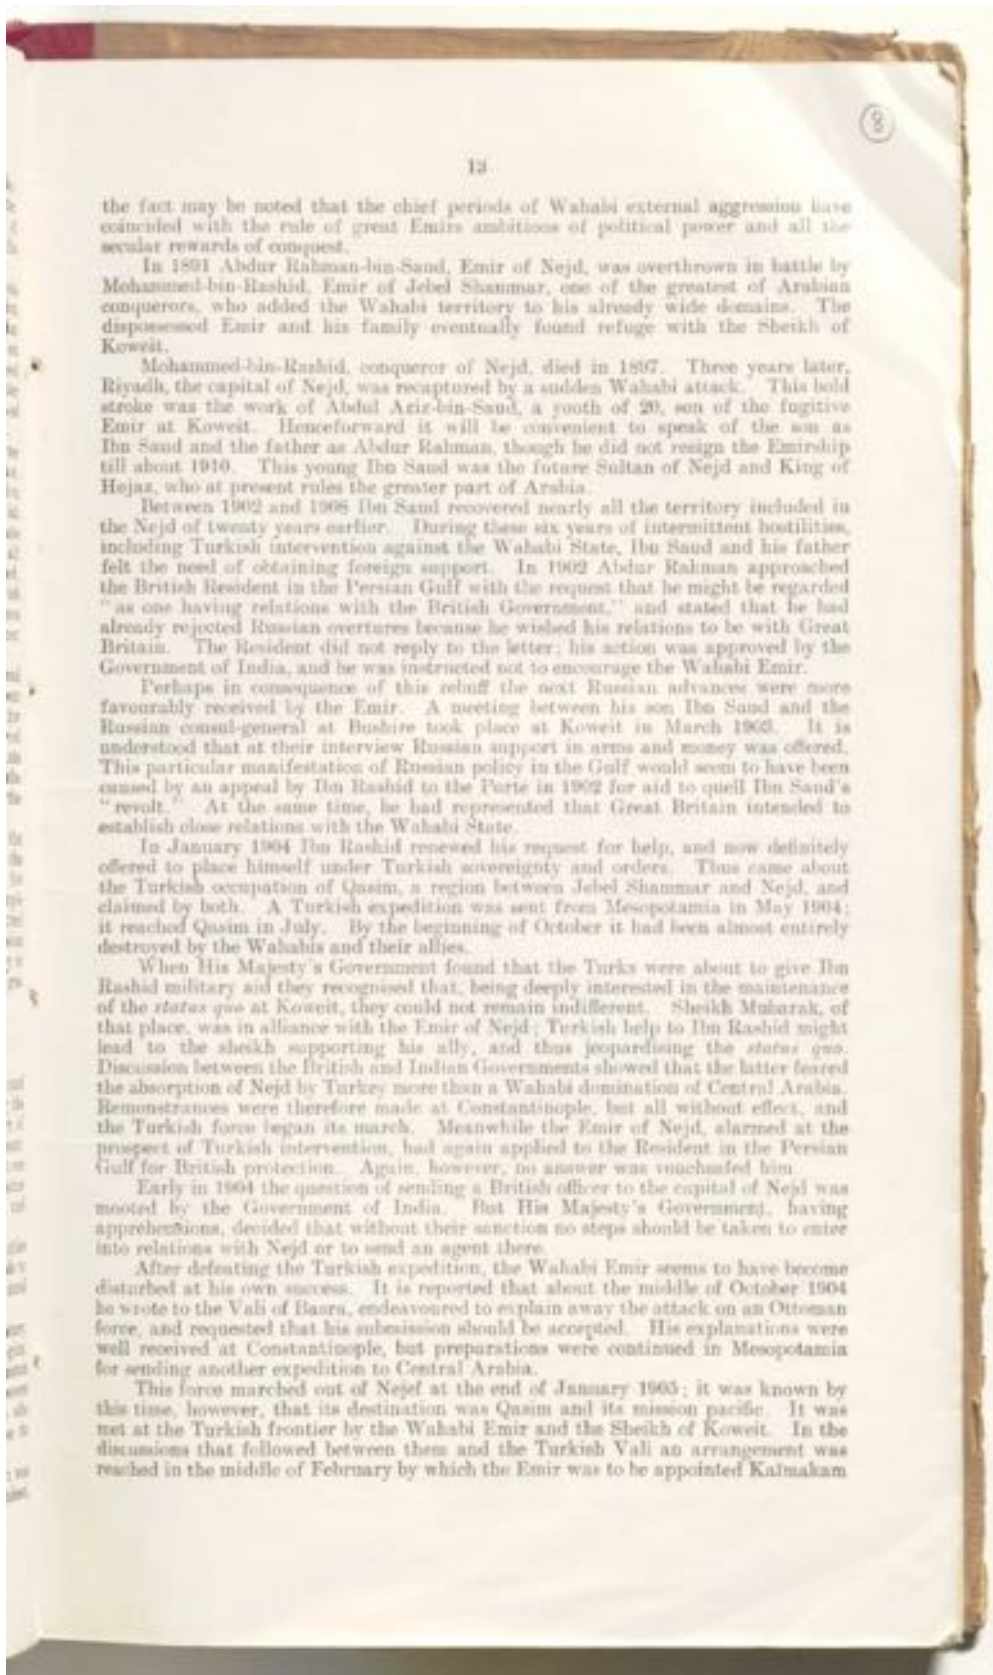 8
13
the fact may be noted that the chief periods of Wahabi external aggression have
coincided with the rule of great Emirs ambitious of political power and all the
secular rewards of conquest.
In 1891 Abdur Rahman-bin-Saud, Emir of Nejd, was overthrown in battle by
Mohammed-bin-Rashid, Emir of Jebel Shammar, one of the greatest of Arabian
conquerors, who added the Wahabi territory to his already wide domains. The
dispossessed Emir and his family eventually found refuge with the Sheikh of
Koweit.
Mohammed-bin-Rashid, conqueror of Nejd, died in 1897. Three years later,
Riyadh, the capital of Nejd, was recaptured by a sudden Wahabi attack. This bold
stroke was the work of Abdul Aziz-bin-Saud, a youth of 20, son of the fugitive
Emir at Koweit. Henceforward it will be convenient to speak of the son as
Ibn Saud and the father as Abdur Rahman, though he did not resign the Emirship
till about 1910. This young Ibn Saud was the future Sultan of Nejd and King of
Hejaz, who at present rules the greater part of Arabia.
Between 1902 and 1908 Ibn Saud recovered nearly all the territory included in
the Nejd of twenty years earlier. During these six years of intermittent hostilities,
including Turkish intervention against the Wahabi State, Ibn Saud and his father
felt the need of obtaining foreign support. In 1902 Abdur Rahman approached
the British Resident in the Persian Gulf with the request that he might be regarded
"as one having relations with the British Government," and stated that he had
already rejected Russian overtures because he wished his relations to be with Great
Britain. The Resident did not reply to the letter; his action was approved by the
Government of India, and he was instructed not to encourage the Wahabi Emir.
Perhaps in consequence of this rebuff the next Russian advances were more
favourably received by the Emir. A meeting between his son Ibn Saud and the
Russian consul-general at Bushire took place at Koweit in March 1903. It is
understood that at their interview Russian support in arms and money was offered.
This particular manifestation of Russian policy in the Gulf would seem to have been
caused by an appeal by Ibn Rashid to the Porte in 1902 for aid to quell Ibn Saud's
"revolt." At the same time, he had represented that Great Britain intended to
establish close relations with the Wahabi State.
In January 1904 Ibn Rashid renewed his request for help, and now definitely
offered to place himself under Turkish sovereignty and orders. Thus came about
the Turkish occupation of Qasim, a region between Jebel Shammar and Nejd, and
claimed by both. A Turkish expedition was sent from Mesopotamia in May 1904;
it reached Qasim in July. By the beginning of October it had been almost entirely
destroyed by the Wahabis and their allies.
When His Majesty's Government found that the Turks were about to give Ibn
Rashid military aid they recognised that, being deeply interested in the maintenance
of the status quo at Koweit, they could not remain indifferent. Sheikh Mubarak, of
that place, was in alliance with the Emir of Nejd; Turkish help to Ibn Rashid might
lead to the sheikh supporting his ally, and thus jeopardising the status quo.
Discussion between the British and Indian Governments showed that the latter feared
the absorption of Nejd by Turkey more than a Wahabi domination of Central Arabia.
Remonstrances were therefore made at Constantinople, but all without effect, and
the Turkish force began its march. Meanwhile the Emir of Nejd, alarmed at the
prospect of Turkish intervention, had again applied to the Resident in the Persian
Gulf for British protection. Again, however, no answer was vouchsafed him.
Early in 1904 the question of sending a British officer to the capital of Nejd was
mooted by the Government of India. But His Majesty's Government, having
apprehensions, decided that without their sanction no steps should be taken to enter
into relations with Nejd or to send an agent there.
After defeating the Turkish expedition, the Wahabi Emir seems to have become
disturbed at his own success. It is reported that about the middle of October 1904
he wrote to the Vali of Basra, endeavoured to explain away the attack on an Ottoman
force, and requested that his submission should be accepted. His explanations were
well received at Constantinople, but preparations were continued in Mesopotamia
for sending another expedition to Central Arabia.
This force marched out of Nejef at the end of January 1905; it was known by
this time, however, that its destination was Qasim and its mission pacific. It was
met at the Turkish frontier by the Wahabi Emir and the Sheikh of Koweit. In the
discussions that followed between them and the Turkish Vali an arrangement was
reached in the middle of February by which the Emir was to be appointed Kaimakam